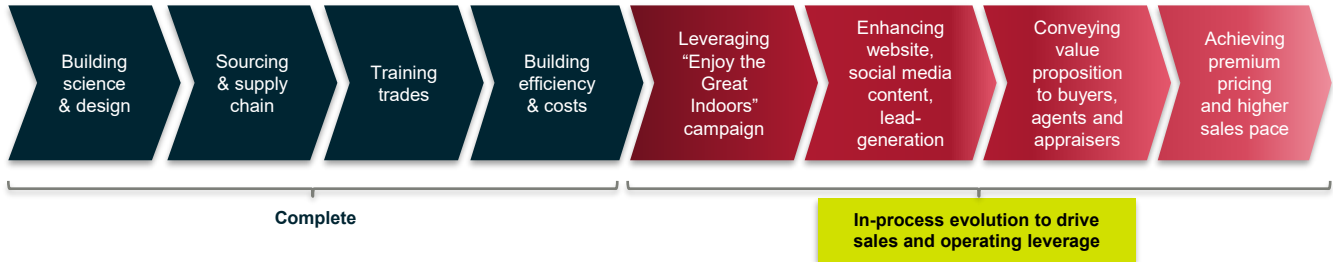 Building
science
& design
Sourcing
& supply
chain
Training
trades
Building
efficiency
& costs
Leveraging
“Enjoy the
Great
Indoors”
campaign
Enhancing
website,
social media
content,
lead-
generation
Conveying
value
proposition
to buyers,
agents and
appraisers
Achieving
premium
pricing
and higher
sales pace
Complete
In-process evolution to drive
sales and operating leverage